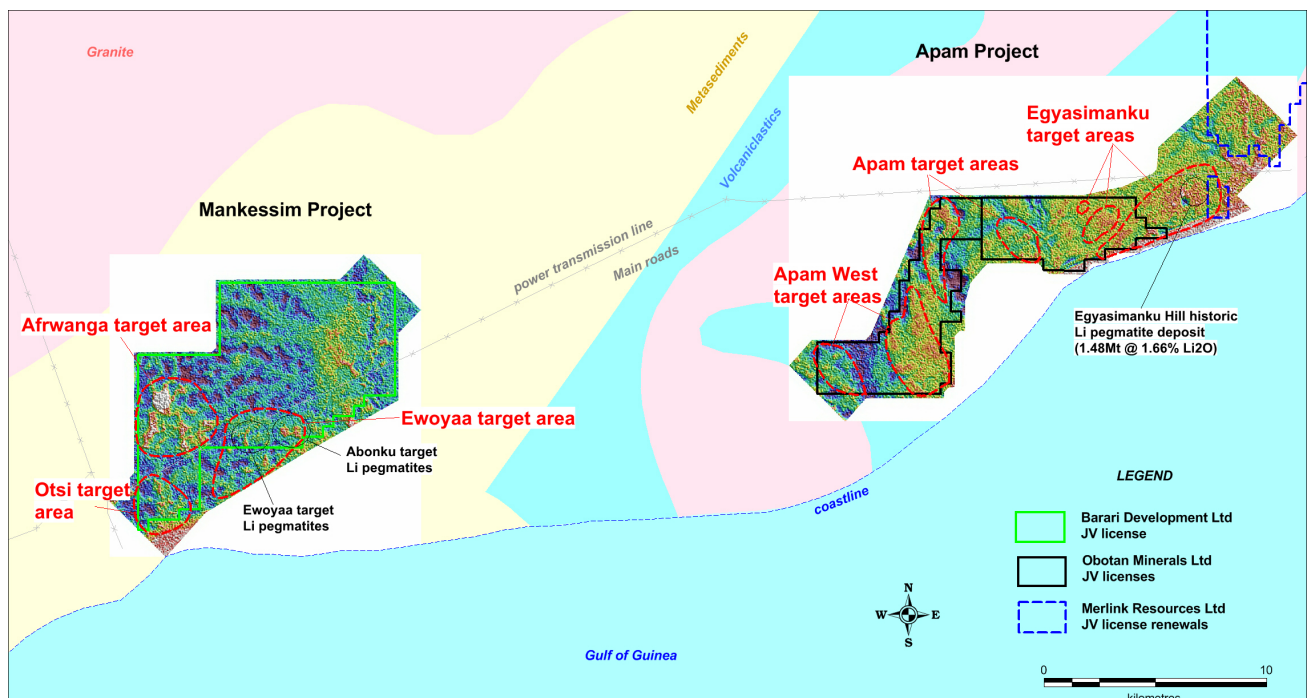 Granite
Metasediments
Volcaniclastics
Apam Project
Egyasimanku
target areas
Apam target areas
Mankessim Project
power transmission line
Main roads
Apam West
target areas
Afrwanga target area
Egyasimanku Hill historic
Li pegmatite deposit
(1.48Mt @ 1.66% Li2O)
Ewoyaa target area
Abonku target
Li pegmatites
Otsi target
area
Ewoyaa target
Li pegmatites
coastline
LEGEND
Barari Development Ltd
JV license
Obotan Minerals Ltd
JV licenses
Merlink Resources Ltd
JV license renewals
N
W
E
S
Gulf of Guinea
0
10
kilometres